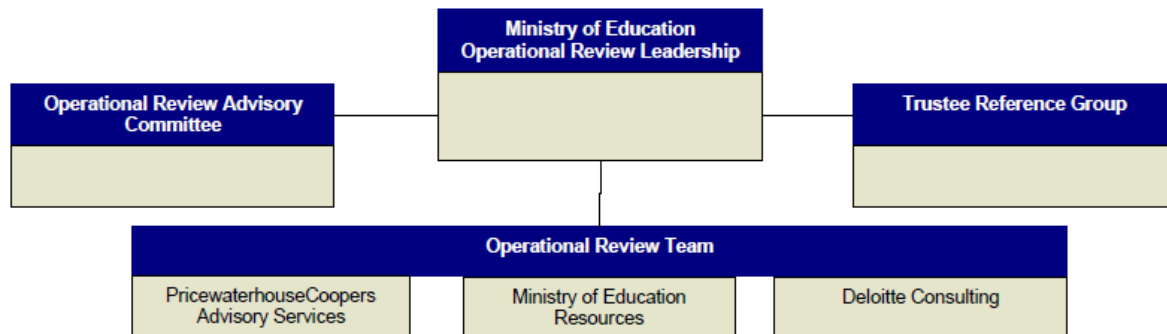 Ministry of Education
Operational Review Leadership
Operational Review Advisory
Committee
Trustee Reference Group
Operational Review Team
PricewaterhouseCoopers
Advisory Services
Ministry of Education
Resources
Deloitte Consulting